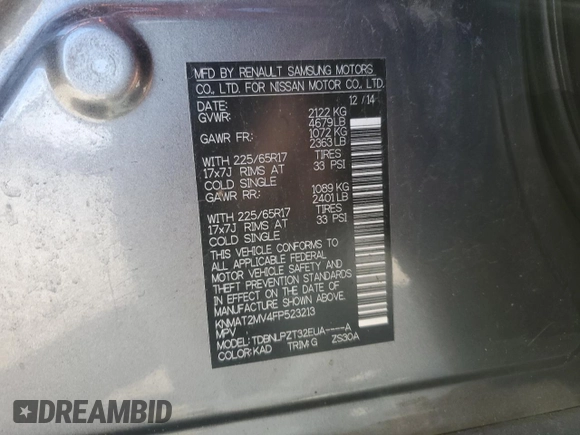 MFD BY RENAULT SAMSUNG MOTORS
CO., LTD. FOR NISSAN MOTOR CO., LTD.
DATE: 12/14
GVWR: 2122 KG
4679 LB
GAWR FR: 1072 KG
2363 LB
WITH 225/65R17 TIRES
17x7J RIMS AT 33 PSI
COLD SINGLE
GAWR RR: 1089 KG
2401 LB
WITH 225/65R17 TIRES
17x7J RIMS AT 33 PSI
COLD SINGLE
THIS VEHICLE CONFORMS TO
ALL APPLICABLE FEDERAL
MOTOR VEHICLE SAFETY AND
THEFT PREVENTION STANDARDS
IN EFFECT ON THE DATE OF
MANUFACTURE SHOWN ABOVE.
KNMAT2MV4FP523213
MPV
MODEL: TDBNLPZT32EUA----A
COLOR: KAD TRIM: G ZS30A
DREAMBID